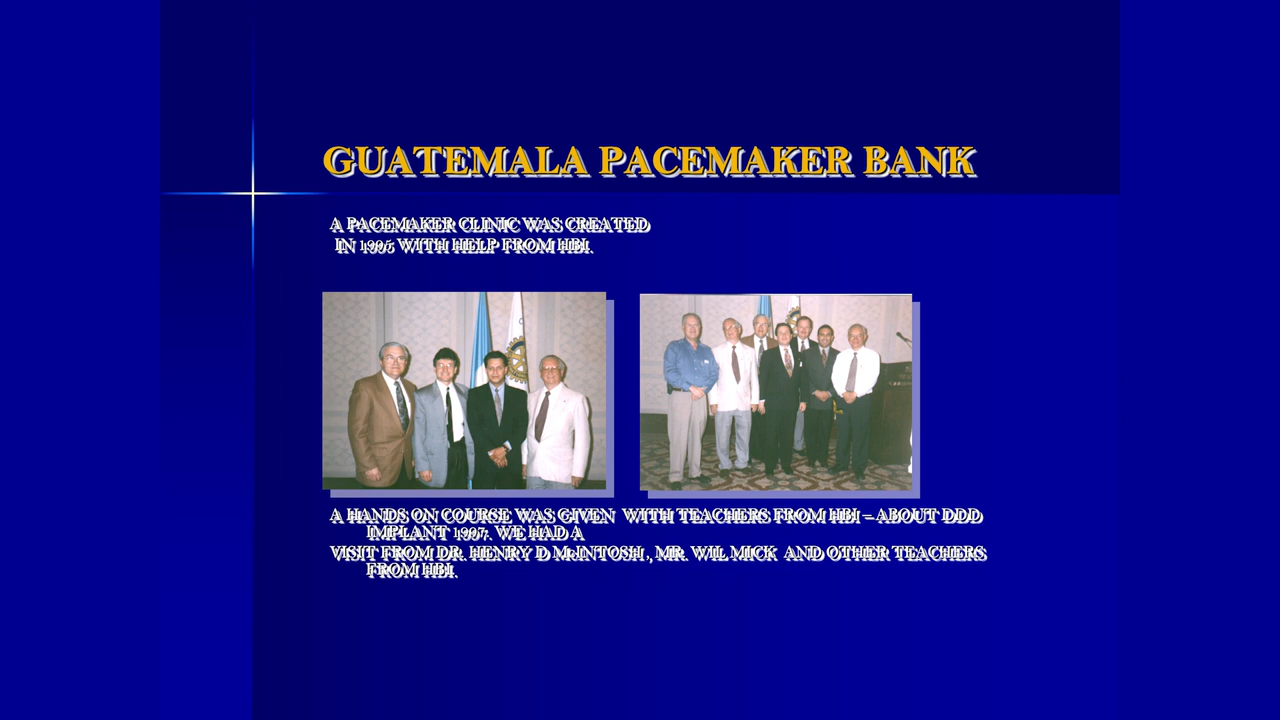 GUATEMALA PACEMAKER BANK
A PACEMAKER CLINIC WAS CREATED
IN 1995 WITH HELP FROM HBI.
A HANDS ON COURSE WAS GIVEN WITH TEACHERS FROM HBI – ABOUT DDD
IMPLANT 1997. WE HAD A
VISIT FROM DR. HENRY D McINTOSH , MR. WIL MICK AND OTHER TEACHERS
FROM HBI.